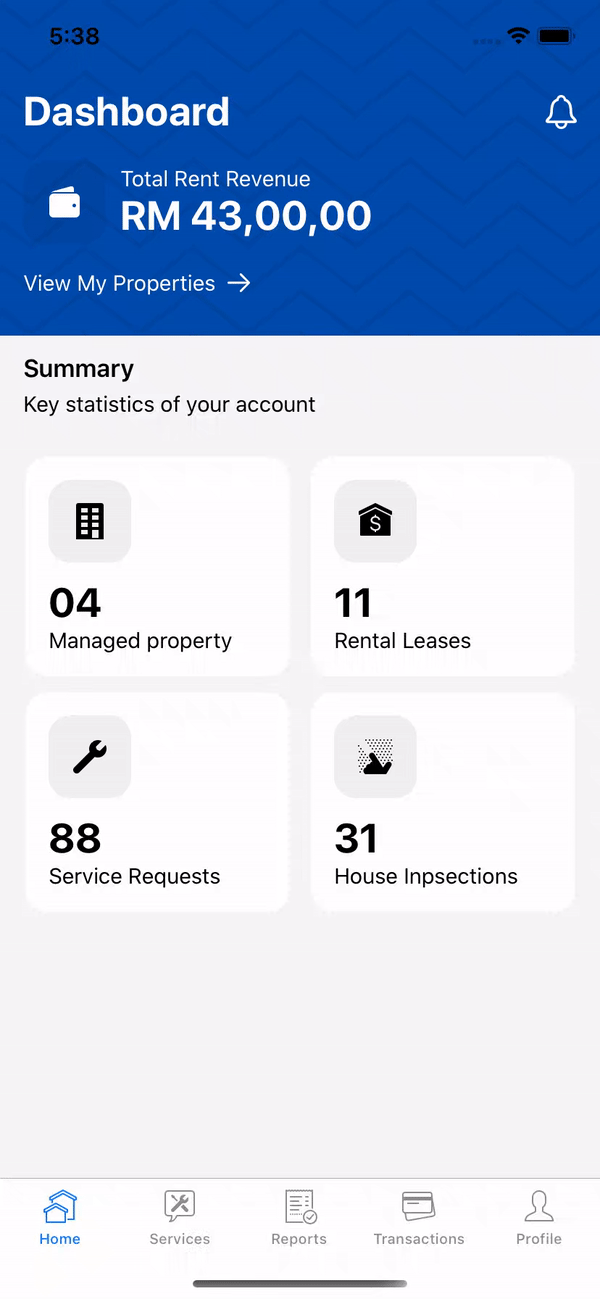 5:38
Dashboard
Total Rent Revenue
RM 43,00,00
View My Properties
Summary
Key statistics of your account
04
Managed property
$
11
Rental Leases
88
Service Requests
31
House Inpsections
Home
Services
Reports
Transactions
Profile